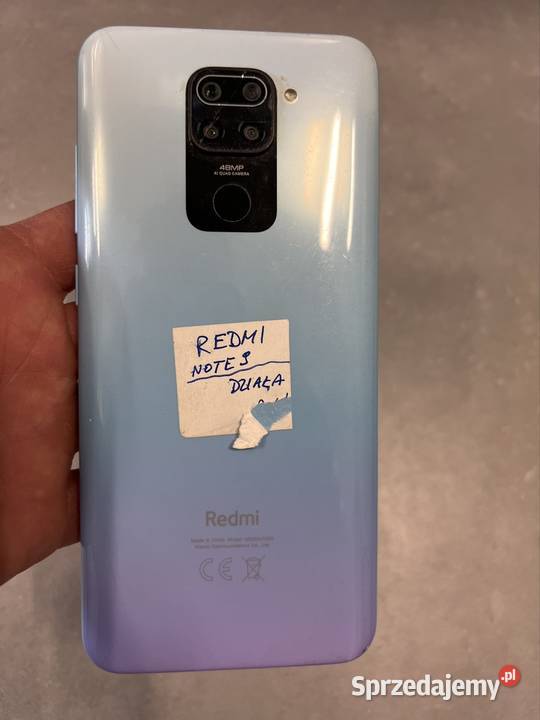 48MP
AI QUAD CAMERA
REDMI
NOTE 9
DZIAŁA
Redmi
Sprzedajemy.pl